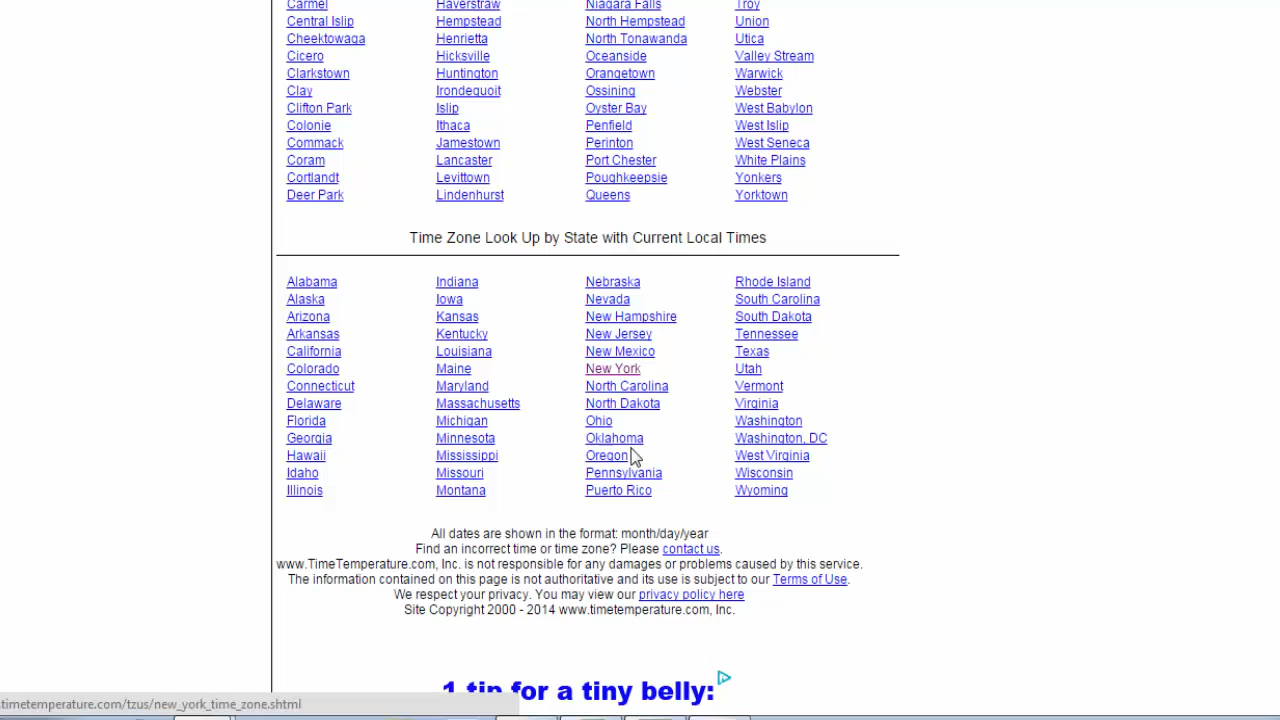 Carmel Haverstraw Niagara Falls Troy
Central Islip Hempstead North Hempstead Union
Cheektowaga Henrietta North Tonawanda Utica
Cicero Hicksville Oceanside Valley Stream
Clarkstown Huntington Orangetown Warwick
Clay Irondequoit Ossining Webster
Clifton Park Islip Oyster Bay West Babylon
Colonie Ithaca Penfield West Islip
Commack Jamestown Perinton West Seneca
Coram Lancaster Port Chester White Plains
Cortlandt Levittown Poughkeepsie Yonkers
Deer Park Lindenhurst Queens Yorktown
Time Zone Look Up by State with Current Local Times
Alabama Indiana Nebraska Rhode Island
Alaska Iowa Nevada South Carolina
Arizona Kansas New Hampshire South Dakota
Arkansas Kentucky New Jersey Tennessee
California Louisiana New Mexico Texas
Colorado Maine New York Utah
Connecticut Maryland North Carolina Vermont
Delaware Massachusetts North Dakota Virginia
Florida Michigan Ohio Washington
Georgia Minnesota Oklahoma Washington, DC
Hawaii Mississippi Oregon West Virginia
Idaho Missouri Pennsylvania Wisconsin
Illinois Montana Puerto Rico Wyoming
All dates are shown in the format: month/day/year
Find an incorrect time or time zone? Please contact us.
www.TimeTemperature.com, Inc. is not responsible for any damages or problems caused by this service.
The information contained on this page is not authoritative and its use is subject to our Terms of Use.
We respect your privacy. You may view our privacy policy here
Site Copyright 2000 - 2014 www.timetemperature.com, Inc.
1 tip for a tiny belly:
timetemperature.com/tzus/new_york_time_zone.shtml